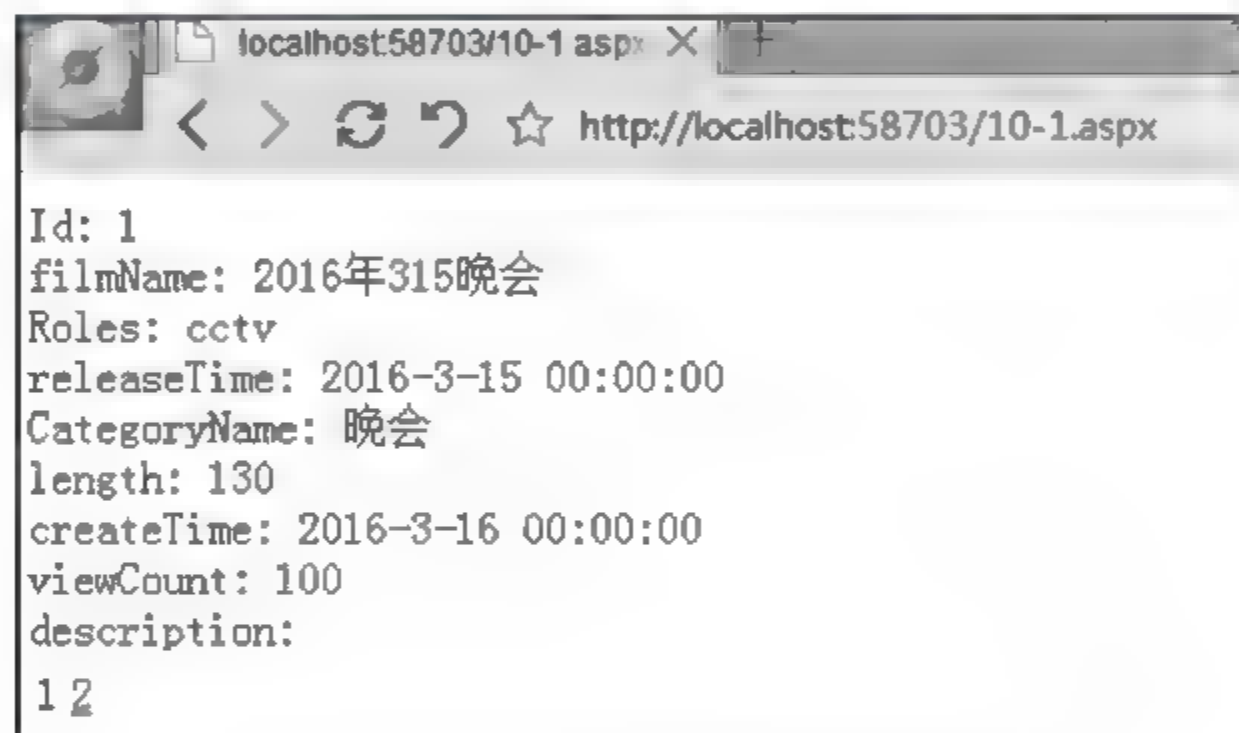 localhost:58703/10-1 aspx
http://localhost:58703/10-1.aspx
Id: 1
filmName: 2016年315晚会
Roles: cctv
releaseTime: 2016-3-15 00:00:00
CategoryName: 晚会
length: 130
createTime: 2016-3-16 00:00:00
viewCount: 100
description:
1 2